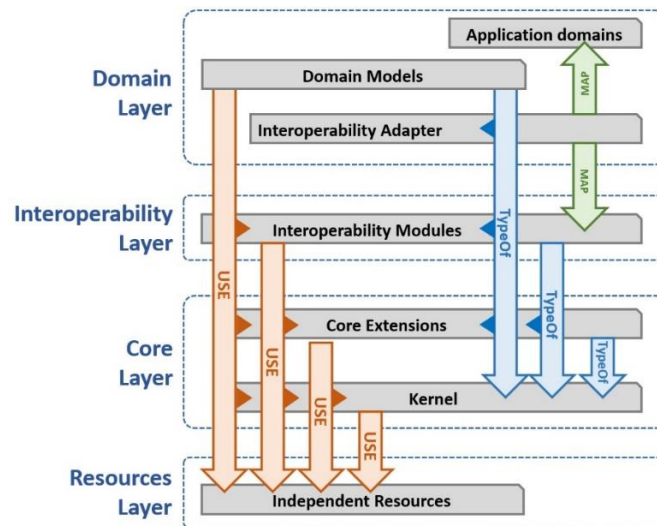 Application domains
Domain
Layer
Domain Models
MAP
Interoperability Adapter
MAP
Interoperability
Layer
Interoperability Modules
TypeOf
USE
Core
Layer
Core Extensions
USE
TypeOf
TypeOf
USE
Kernel
USE
Resources
Layer
Independent Resources